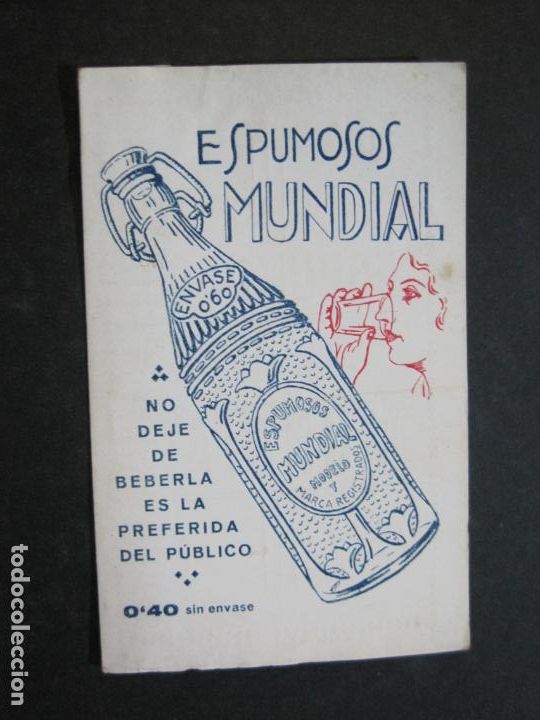 ESPUMOSOS
MUNDIAL
ENVASE
0'60
ESPUMOSOS
MUNDIAL
MODELO
Y
MARCA REGISTRADOS
NO
DEJE
DE
BEBERLA
ES LA
PREFERIDA
DEL PÚBLICO
0'40 sin envase
todocoleccion